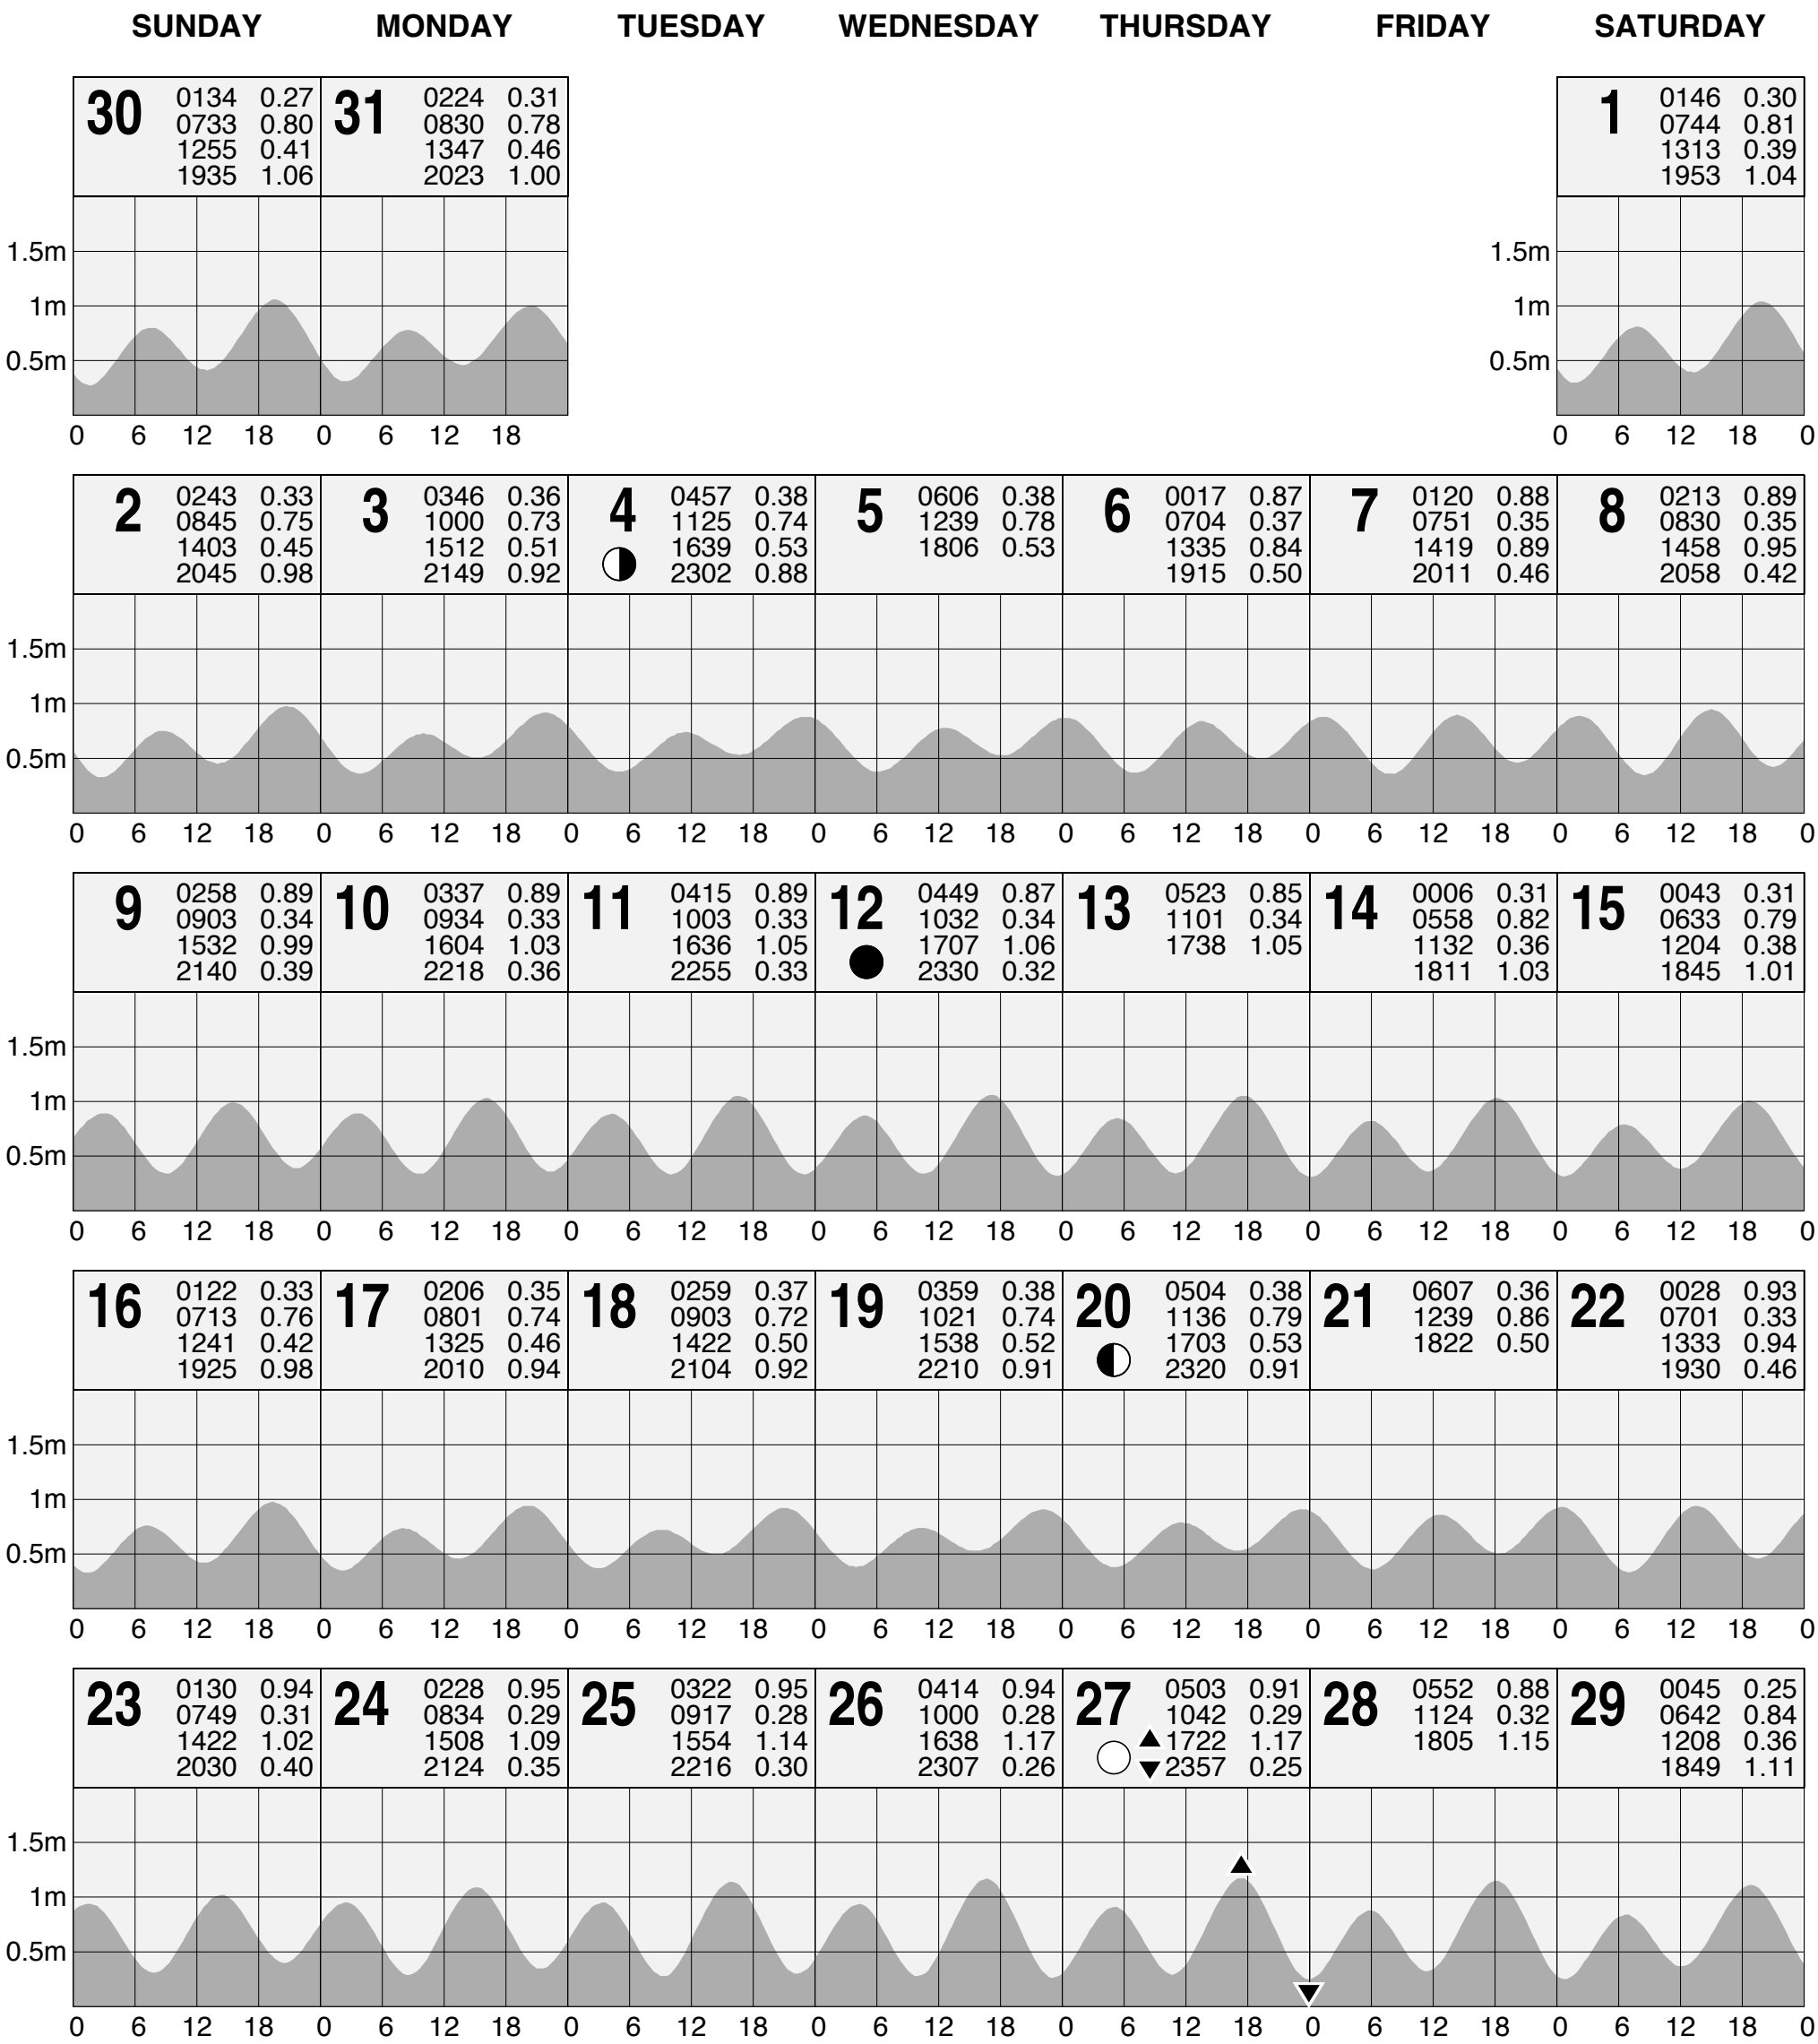 SUNDAY MONDAY TUESDAY WEDNESDAY THURSDAY FRIDAY SATURDAY
30 0134 0.27 31 0224 0.31 1 0146 0.30
0733 0.80 0830 0.78 0744 0.81
1255 0.41 1347 0.46 1313 0.39
1935 1.06 2023 1.00 1953 1.04
1.5m 1.5m
1m 1m
0.5m 0.5m
0 6 12 18 0 6 12 18 0 6 12 18 0
2 0243 0.33 3 0346 0.36 4 0457 0.38 5 0606 0.38 6 0017 0.87 7 0120 0.88 8 0213 0.89
0845 0.75 1000 0.73 1125 0.74 1239 0.78 0704 0.37 0751 0.35 0830 0.35
1403 0.45 1512 0.51 1639 0.53 1806 0.53 1335 0.84 1419 0.89 1458 0.95
2045 0.98 2149 0.92 2302 0.88 1915 0.50 2011 0.46 2058 0.42
1.5m
1m
0.5m
0 6 12 18 0 6 12 18 0 6 12 18 0 6 12 18 0 6 12 18 0 6 12 18 0 6 12 18 0
9 0258 0.89 10 0337 0.89 11 0415 0.89 12 0449 0.87 13 0523 0.85 14 0006 0.31 15 0043 0.31
0903 0.34 0934 0.33 1003 0.33 1032 0.34 1101 0.34 0558 0.82 0633 0.79
1532 0.99 1604 1.03 1636 1.05 1707 1.06 1738 1.05 1132 0.36 1204 0.38
2140 0.39 2218 0.36 2255 0.33 2330 0.32 1811 1.03 1845 1.01
1.5m
1m
0.5m
0 6 12 18 0 6 12 18 0 6 12 18 0 6 12 18 0 6 12 18 0 6 12 18 0 6 12 18 0
16 0122 0.33 17 0206 0.35 18 0259 0.37 19 0359 0.38 20 0504 0.38 21 0607 0.36 22 0028 0.93
0713 0.76 0801 0.74 0903 0.72 1021 0.74 1136 0.79 1239 0.86 0701 0.33
1241 0.42 1325 0.46 1422 0.50 1538 0.52 1703 0.53 1822 0.50 1333 0.94
1925 0.98 2010 0.94 2104 0.92 2210 0.91 2320 0.91 1930 0.46
1.5m
1m
0.5m
0 6 12 18 0 6 12 18 0 6 12 18 0 6 12 18 0 6 12 18 0 6 12 18 0 6 12 18 0
23 0130 0.94 24 0228 0.95 25 0322 0.95 26 0414 0.94 27 0503 0.91 28 0552 0.88 29 0045 0.25
0749 0.31 0834 0.29 0917 0.28 1000 0.28 1042 0.29 1124 0.32 0642 0.84
1422 1.02 1508 1.09 1554 1.14 1638 1.17 1722 1.17 1805 1.15 1208 0.36
2030 0.40 2124 0.35 2216 0.30 2307 0.26 2357 0.25 1849 1.11
1.5m
1m
0.5m
0 6 12 18 0 6 12 18 0 6 12 18 0 6 12 18 0 6 12 18 0 6 12 18 0 6 12 18 0